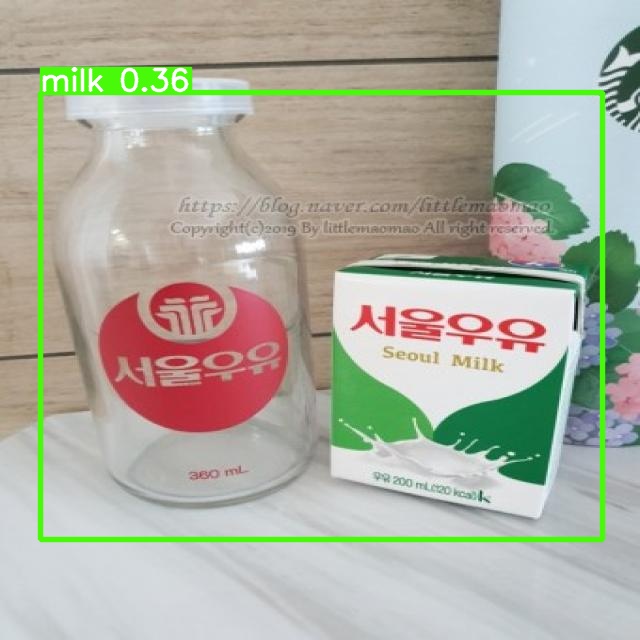 milk 0.36
https://blog.naver.com/littlemaomao
Copyright(c)2019 By littlemaomao All right reserved.
서울우유
360 mL
서울우유
Seoul Milk
우유 200 mL(120 kcal)